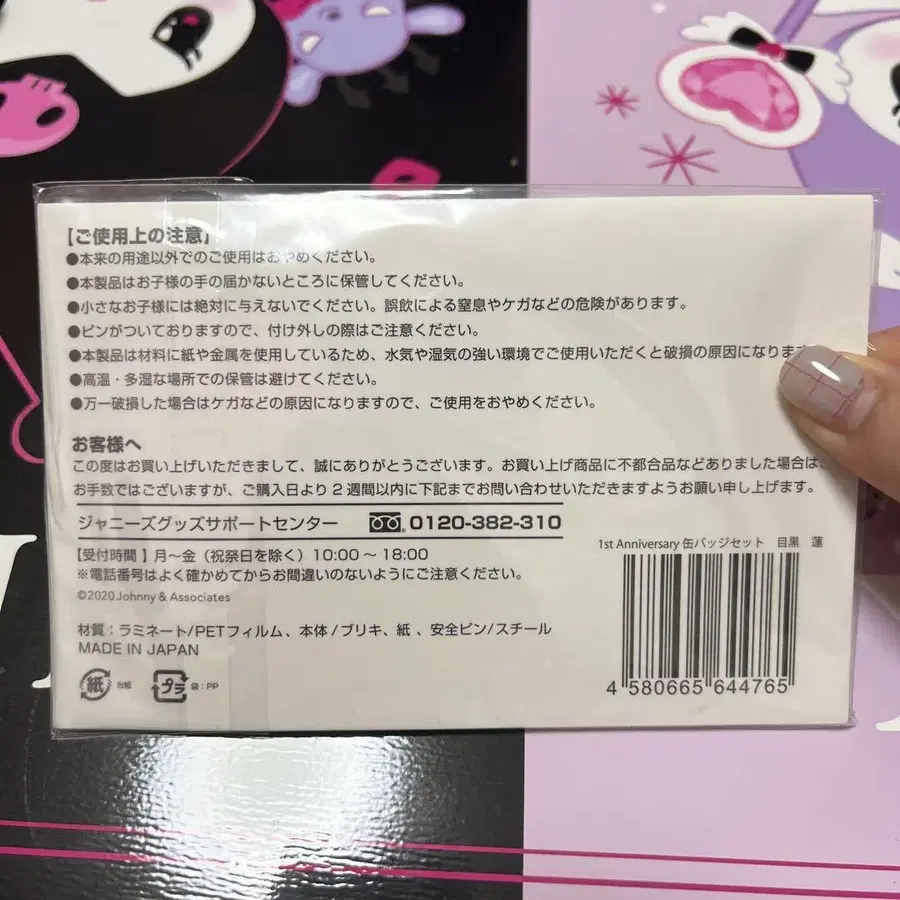 【ご使用上の注意】
●本来の用途以外でのご使用はおやめください。
●本製品はお子様の手の届かないところに保管してください。
●小さなお子様には絶対に与えないでください。誤飲による窒息やケガなどの危険があります。
●ピンがついておりますので、付け外しの際はご注意ください。
●本製品は材料に紙や金属を使用しているため、水気や湿気の強い環境でご使用いただくと破損の原因になります
●高温・多湿な場所での保管は避けてください。
●万一破損した場合はケガなどの原因になりますので、ご使用をおやめください。
お客様へ
この度はお買い上げいただきまして、誠にありがとうございます。お買い上げ商品に不都合品などありました場合は
お手数ではございますが、ご購入日より2週間以内に下記までお問い合わせいただきますようお願い申し上げます。
ジャニーズグッズサポートセンター 0120-382-310
【受付時間】月～金（祝祭日を除く）10:00～18:00
※電話番号はよく確かめてからお間違いのないようにご注意ください。
©2020 Johnny & Associates
1st Anniversary 缶バッジセット 目黒 蓮
材質：ラミネート/PETフィルム、本体/ブリキ、紙、安全ピン/スチール
MADE IN JAPAN
紙 台紙 プラ 袋：PP
4 580665 644765